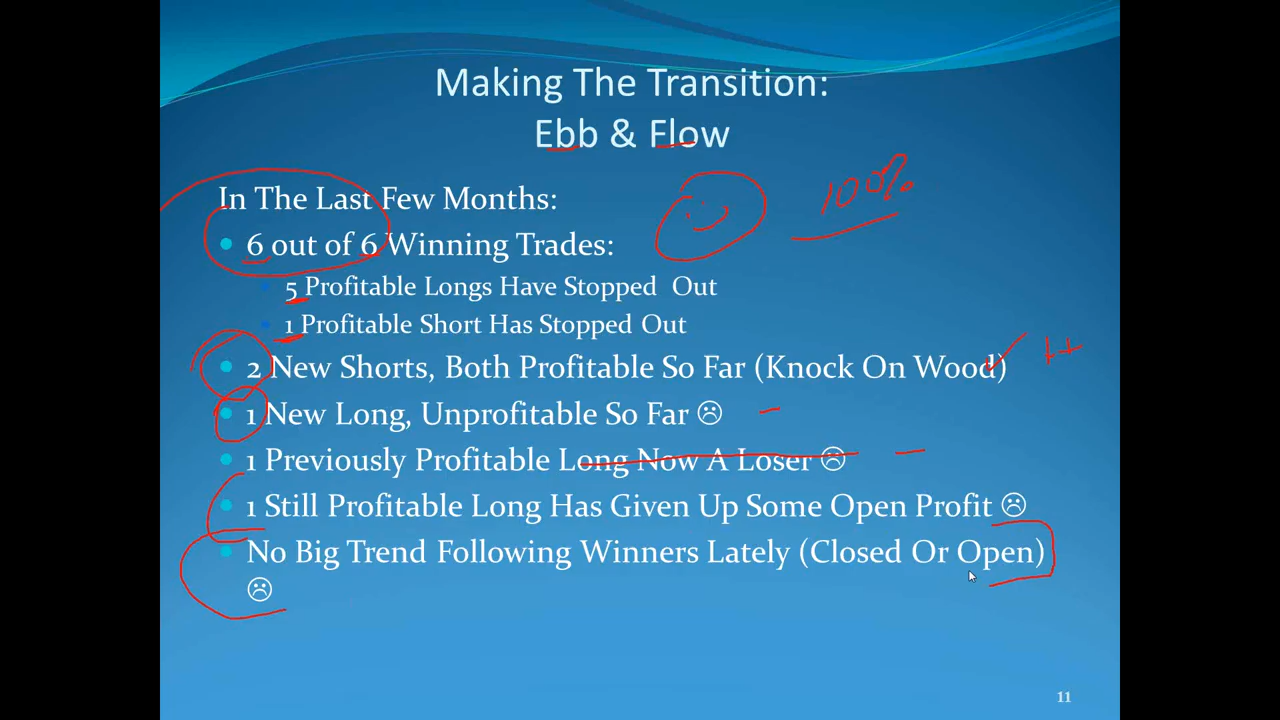 Making The Transition:
Ebb & Flow
In The Last Few Months:
100%
6 out of 6 Winning Trades:
5 Profitable Longs Have Stopped Out
1 Profitable Short Has Stopped Out
2 New Shorts, Both Profitable So Far (Knock On Wood)
++
1 New Long, Unprofitable So Far ☹
1 Previously Profitable Long Now A Loser ☹
1 Still Profitable Long Has Given Up Some Open Profit ☹
No Big Trend Following Winners Lately (Closed Or Open)
☹
11